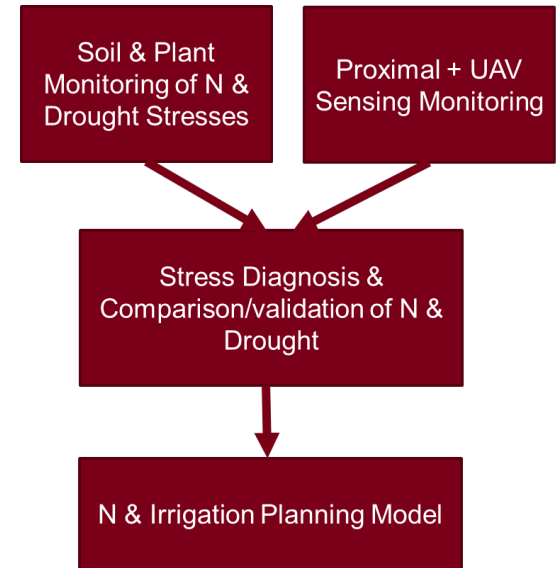 Soil & Plant
Monitoring of N &
Drought Stresses
Proximal + UAV
Sensing Monitoring
Stress Diagnosis &
Comparison/validation of N &
Drought
N & Irrigation Planning Model